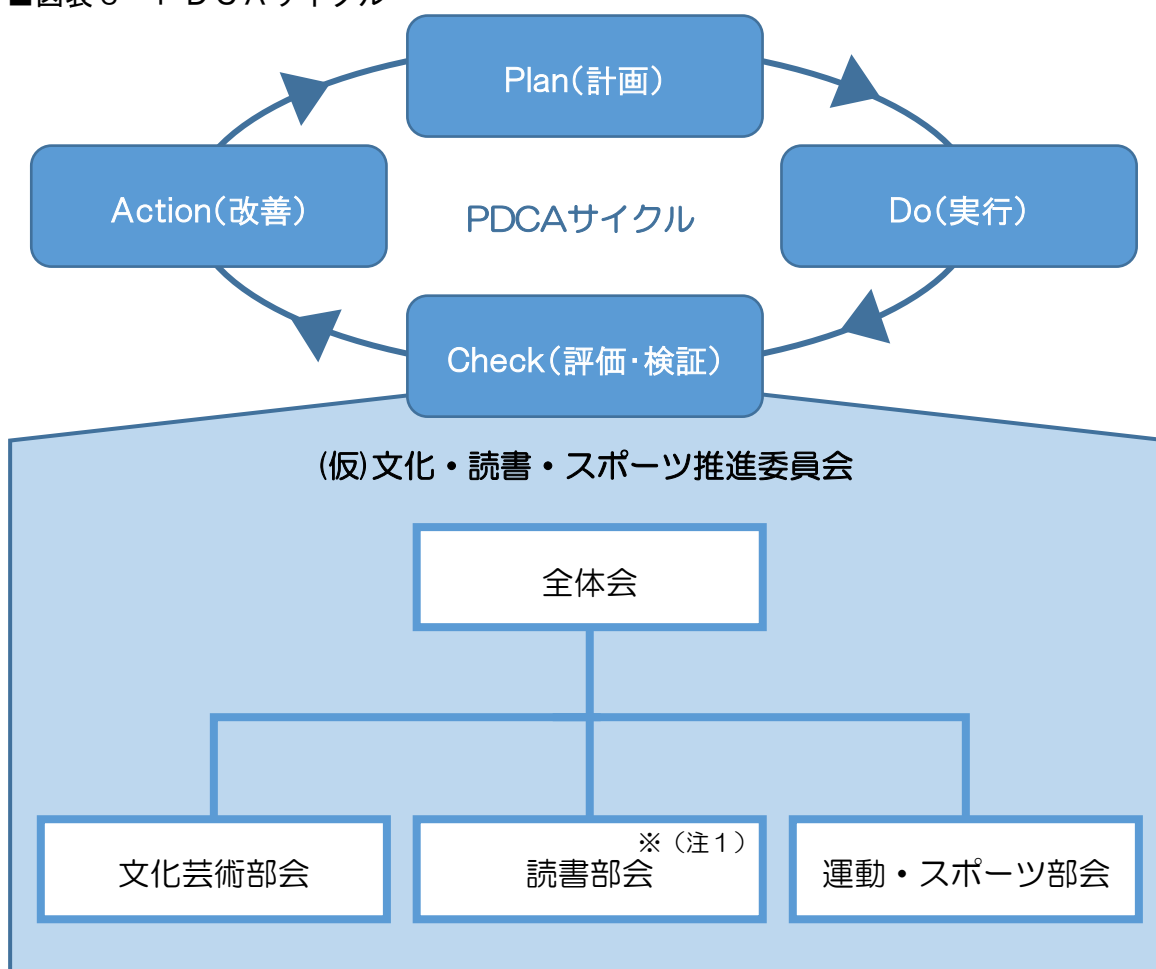 Plan(計画)
Action(改善)
PDCAサイクル
Do(実行)
Check(評価・検証)
(仮)文化・読書・スポーツ推進委員会
全体会
※（注１）
文化芸術部会
読書部会
運動・スポーツ部会